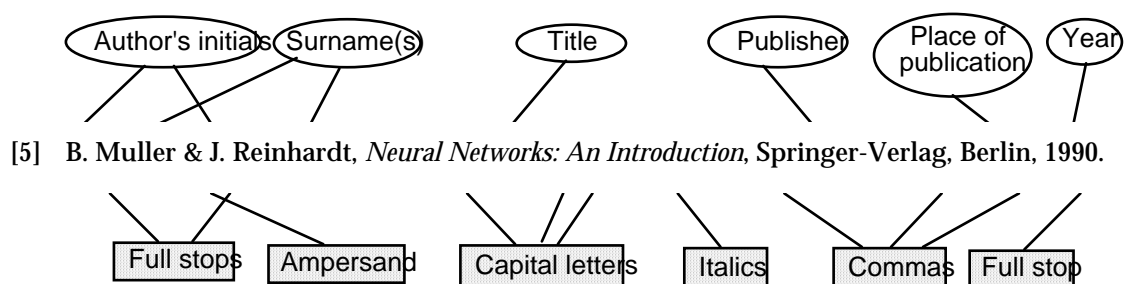 Author's initials Surname(s) Title Publisher Place of publication Year
[5] B. Muller & J. Reinhardt, Neural Networks: An Introduction, Springer-Verlag, Berlin, 1990.
Full stops Ampersand Capital letters Italics Commas Full stop